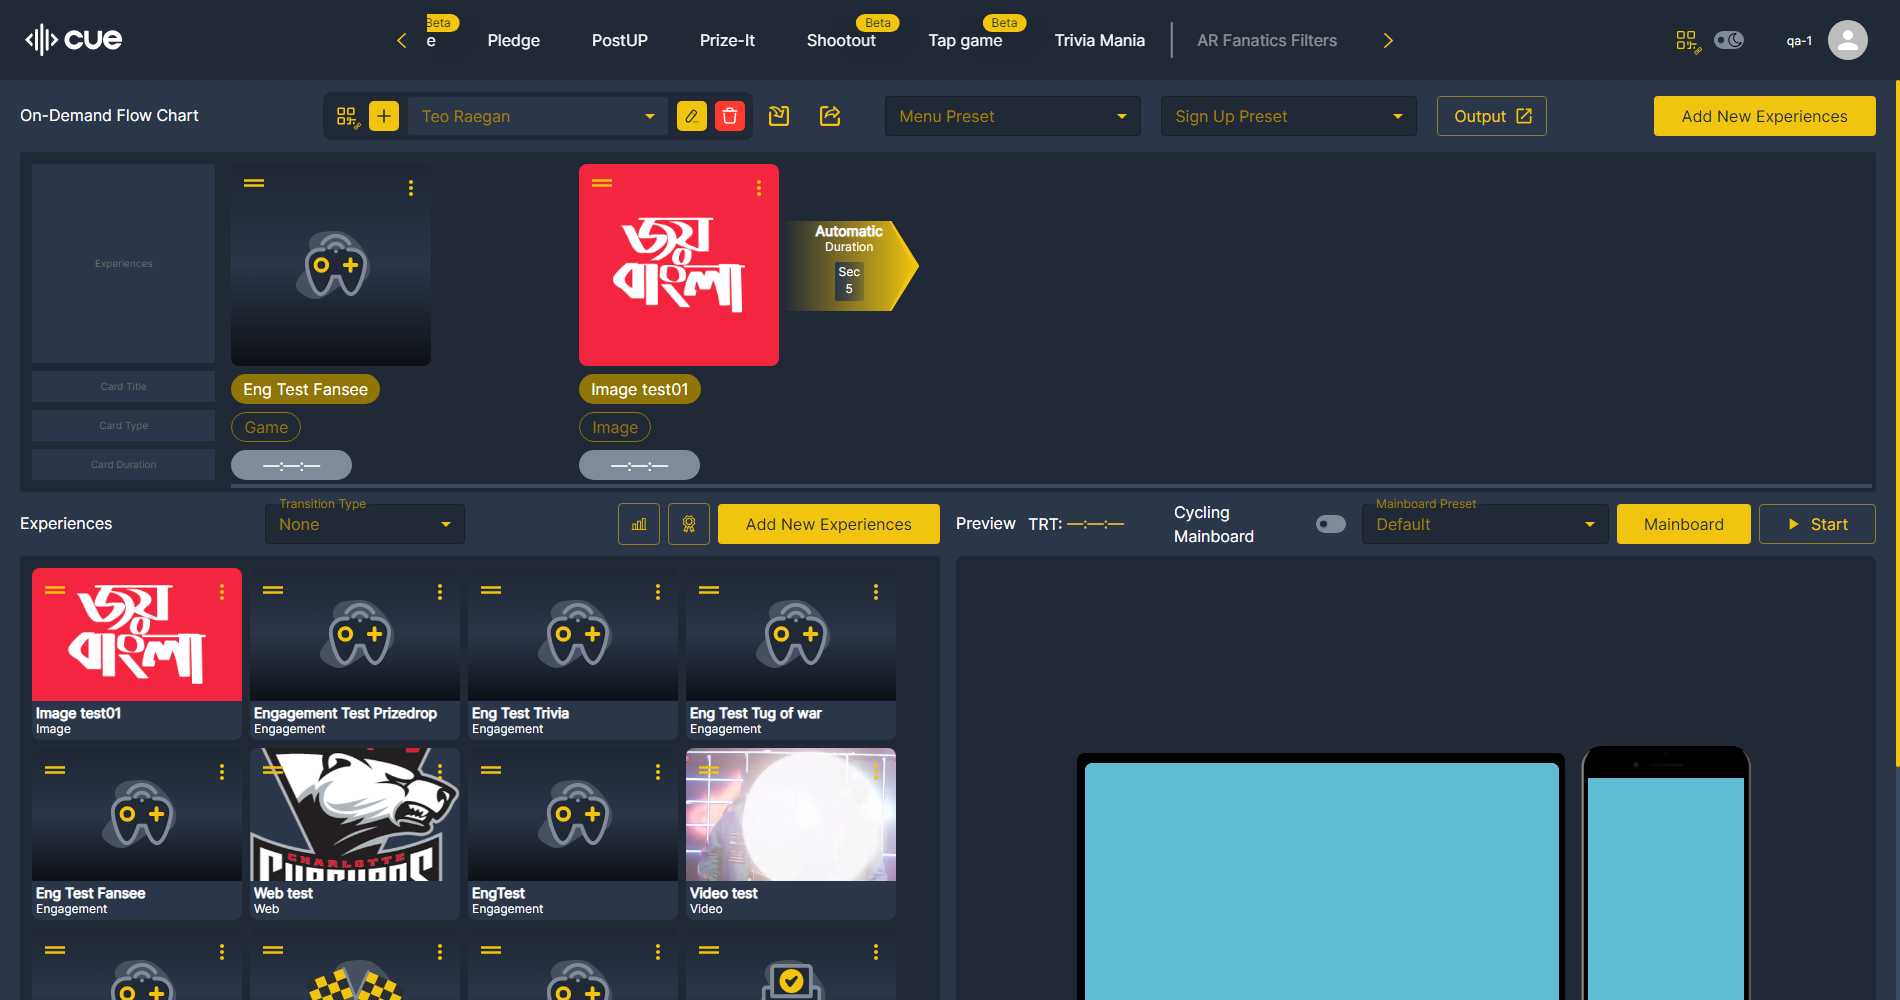 cue
e
Beta
Pledge
PostUP
Prize-It
Shootout
Beta
Tap game
Beta
Trivia Mania
AR Fanatics Filters
qa-1
On-Demand Flow Chart
Teo Raegan
Menu Preset
Sign Up Preset
Output
Add New Experiences
Experiences
Card Title
Card Type
Card Duration
Eng Test Fansee
Game
—:—:—
জয়
বাংলা
Image test01
Image
—:—:—
Automatic
Duration
Sec
5
Experiences
Transition Type
None
Add New Experiences
Preview
TRT: —:—:—
Cycling
Mainboard
Mainboard Preset
Default
Mainboard
Start
জয়
বাংলা
Image test01
Image
Engagement Test Prizedrop
Engagement
Eng Test Trivia
Engagement
Eng Test Tug of war
Engagement
Eng Test Fansee
Engagement
CHARLOTTE
Web test
Web
EngTest
Engagement
Video test
Video